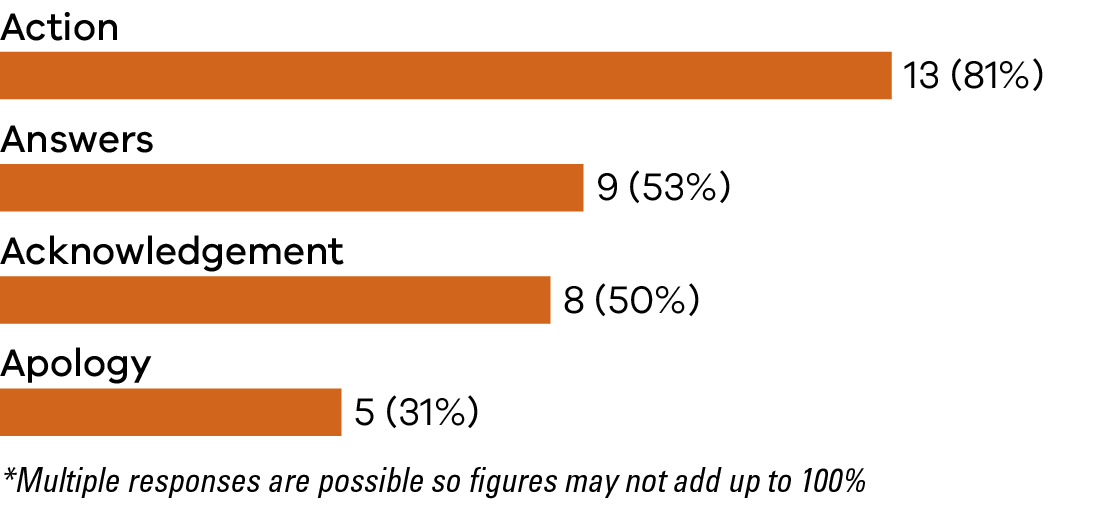 Action
13 (81%)
Answers
9 (53%)
Acknowledgement
8 (50%)
Apology
5 (31%)
*Multiple responses are possible so figures may not add up to 100%